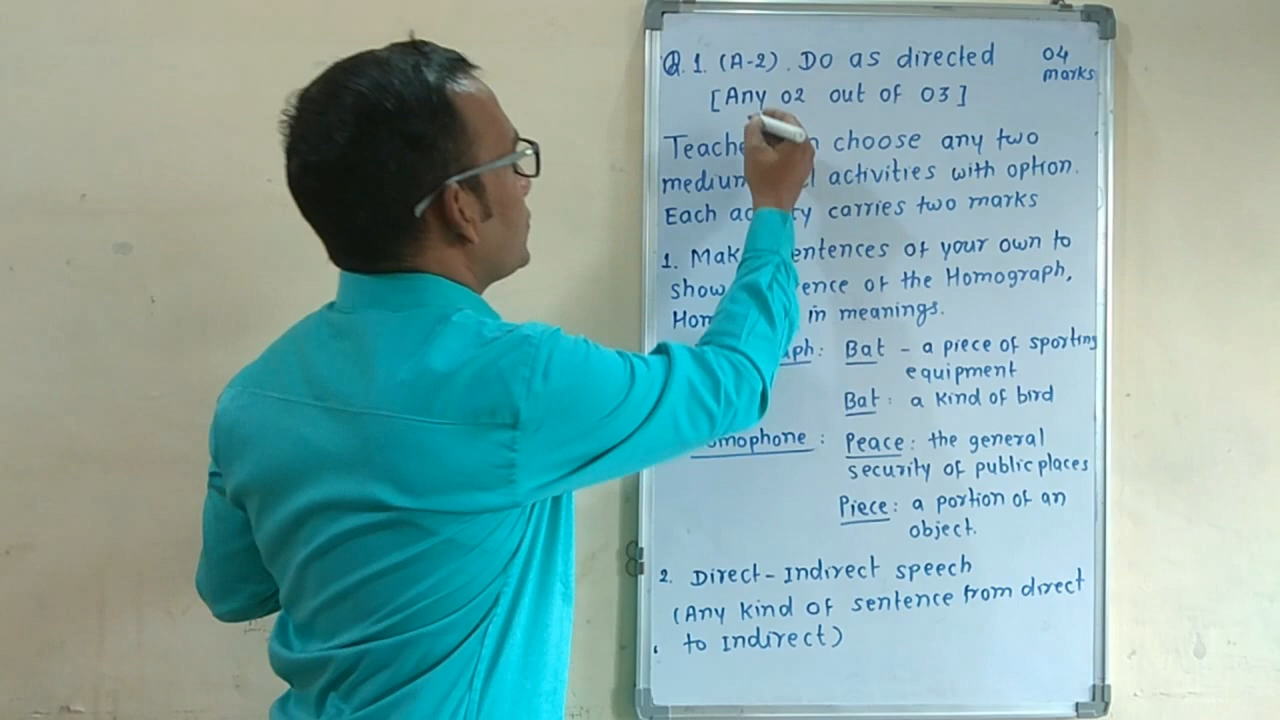 Q.1. (A-2). Do as directed 04 marks
[Any 02 out of 03]
choose any two
activities with option.
Each carries two marks
1. of your own to
show of the Homograph,
in meanings.
Bat - a piece of sporting
equipment
Bat: a kind of bird
Peace: the general
security of public places
Piece: a portion of an
object.
2. Direct-Indirect speech
(Any kind of sentence from direct
to Indirect)